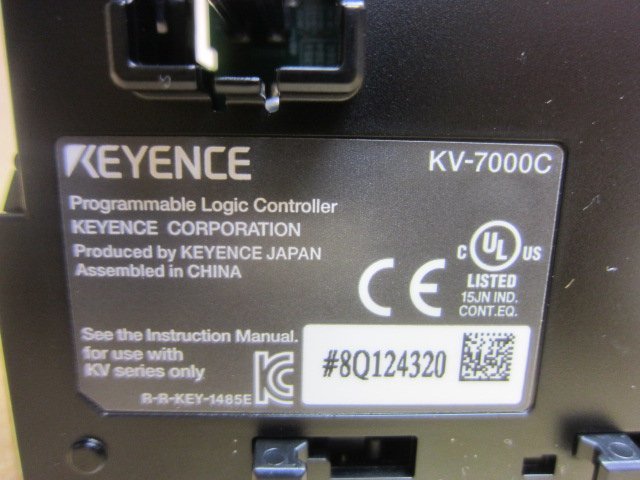 KEYENCE
KV-7000C
Programmable Logic Controller
KEYENCE CORPORATION
Produced by KEYENCE JAPAN
Assembled in CHINA
CE
C UL US
LISTED
15JN IND.
CONT.EQ.
See the Instruction Manual.
for use with
KV series only
R-R-KEY-1485E
#8Q124320